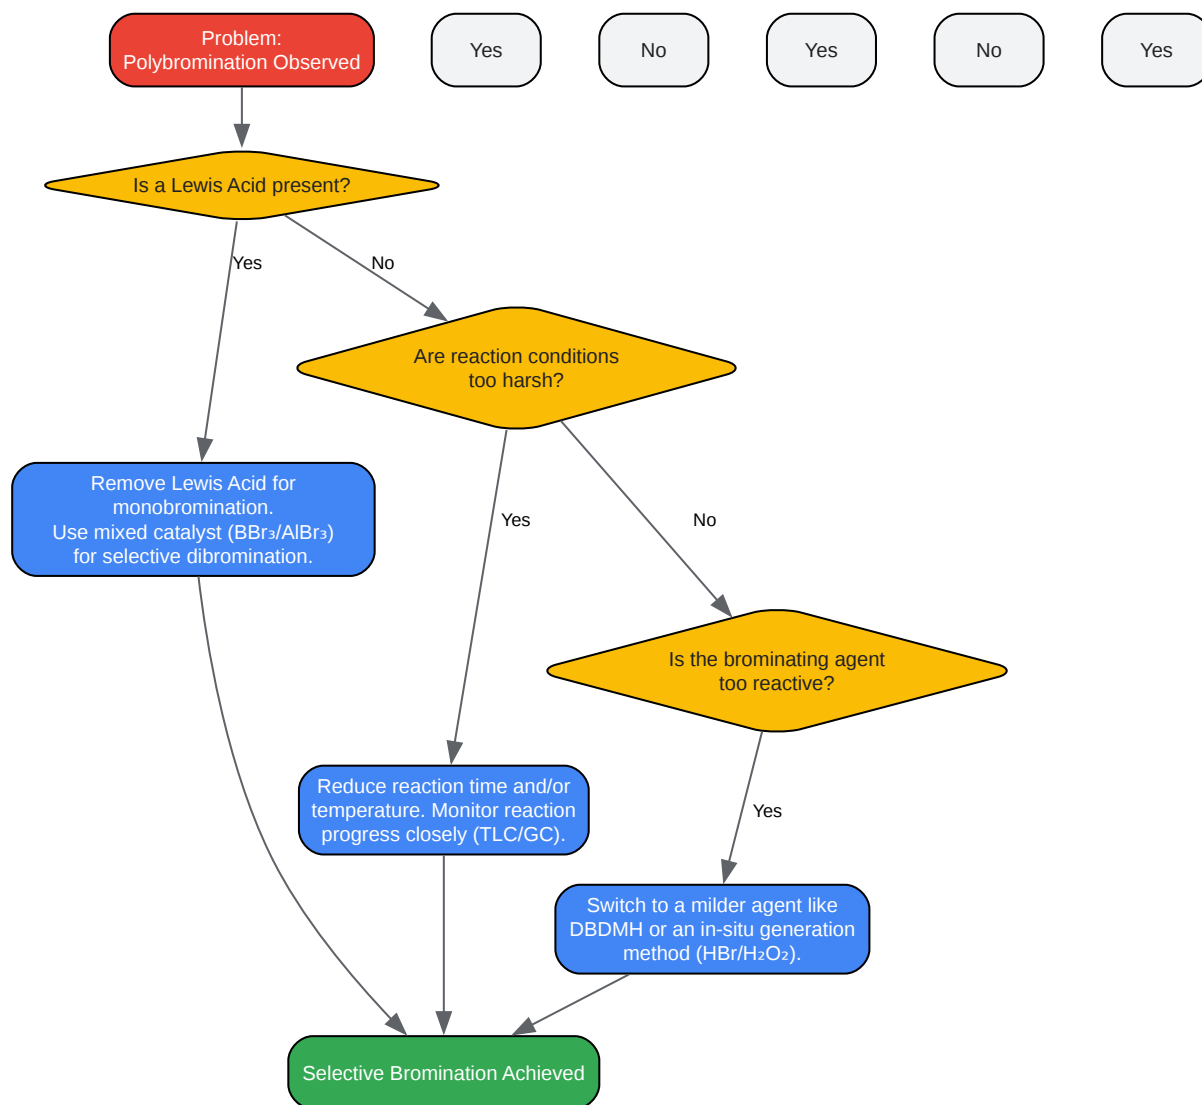 Problem:
Polybromination Observed
Yes
No
Yes
No
Yes
Is a Lewis Acid present?
Yes
No
Are reaction conditions
too harsh?
Remove Lewis Acid for
monobromination.
Use mixed catalyst (BBr₃/AlBr₃)
for selective dibromination.
Yes
No
Is the brominating agent
too reactive?
Reduce reaction time and/or
temperature. Monitor reaction
progress closely (TLC/GC).
Yes
Switch to a milder agent like
DBDMH or an in-situ generation
method (HBr/H₂O₂).
Selective Bromination Achieved